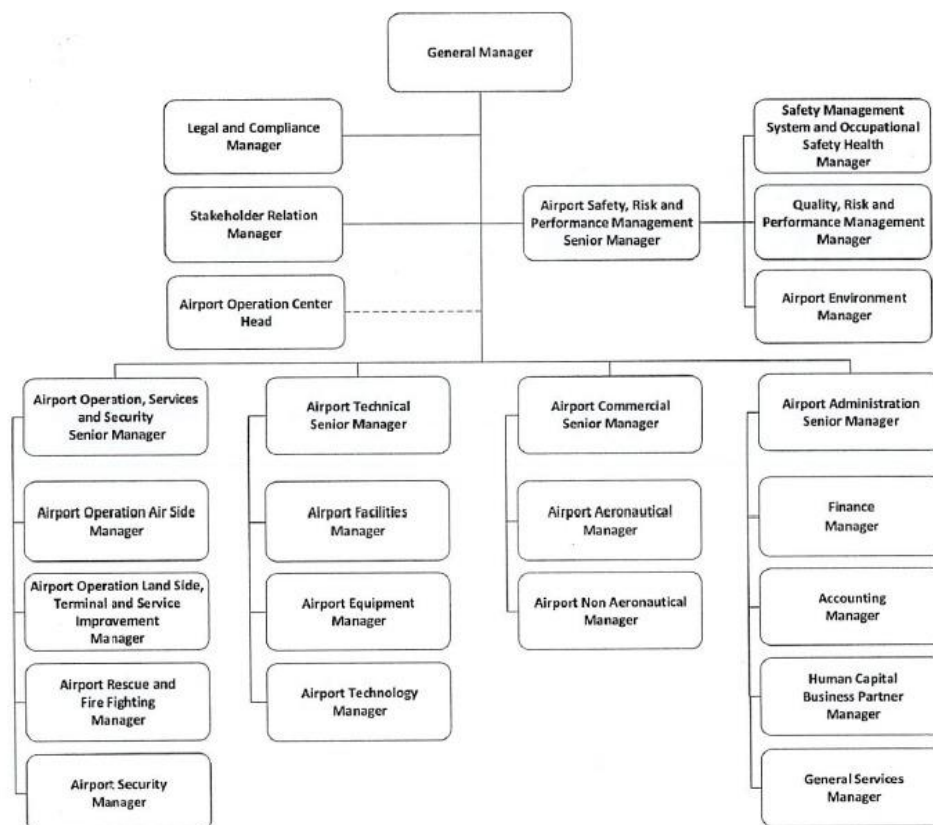 General Manager
Legal and Compliance
Manager
Safety Management
System and Occupational
Safety Health
Manager
Stakeholder Relation
Manager
Airport Safety, Risk and
Performance Management
Senior Manager
Quality, Risk and
Performance Management
Manager
Airport Operation Center
Head
Airport Environment
Manager
Airport Operation, Services
and Security
Senior Manager
Airport Technical
Senior Manager
Airport Commercial
Senior Manager
Airport Administration
Senior Manager
Airport Operation Air Side
Manager
Airport Facilities
Manager
Airport Aeronautical
Manager
Finance
Manager
Airport Operation Land Side,
Terminal and Service
Improvement
Manager
Airport Equipment
Manager
Airport Non Aeronautical
Manager
Accounting
Manager
Airport Rescue and
Fire Fighting
Manager
Airport Technology
Manager
Human Capital
Business Partner
Manager
Airport Security
Manager
General Services
Manager